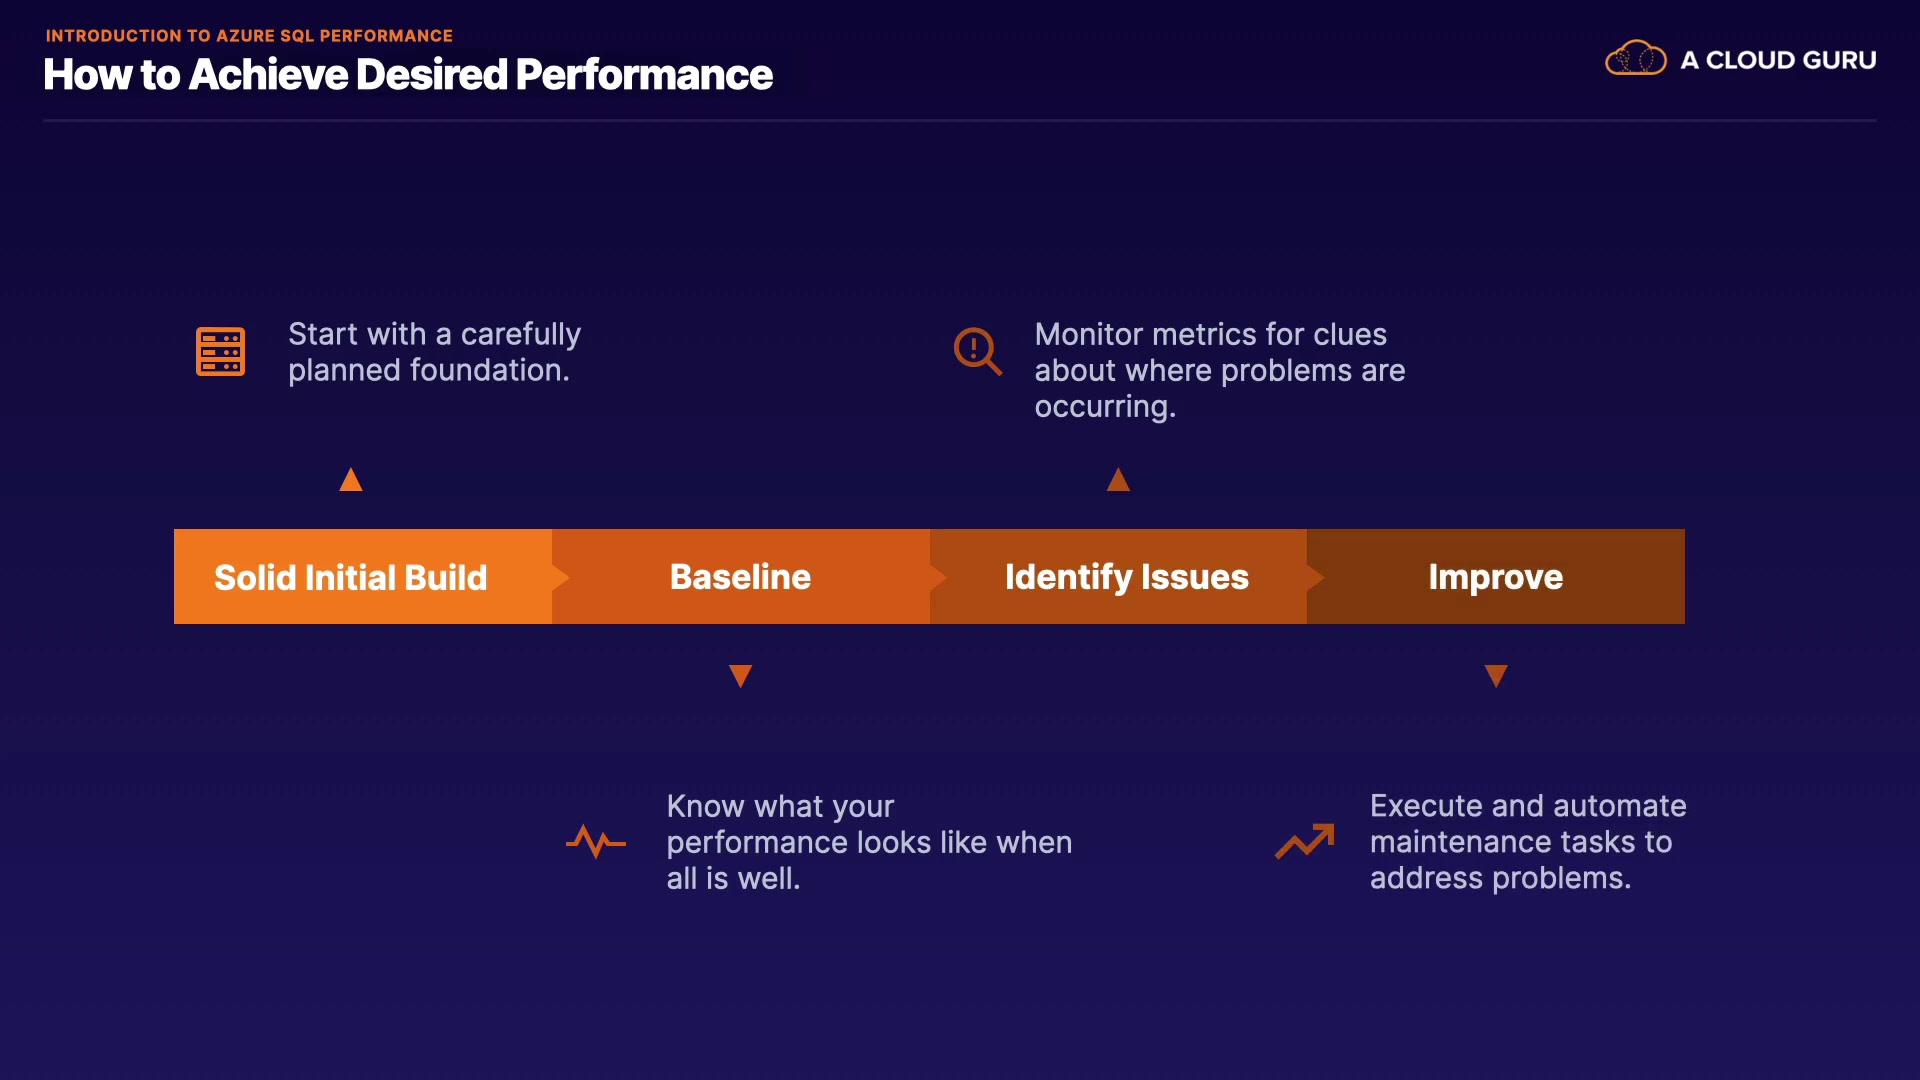 INTRODUCTION TO AZURE SQL PERFORMANCE
How to Achieve Desired Performance
A CLOUD GURU
Start with a carefully
planned foundation.
Monitor metrics for clues
about where problems are
occurring.
Solid Initial Build
Baseline
Identify Issues
Improve
Know what your
performance looks like when
all is well.
Execute and automate
maintenance tasks to
address problems.